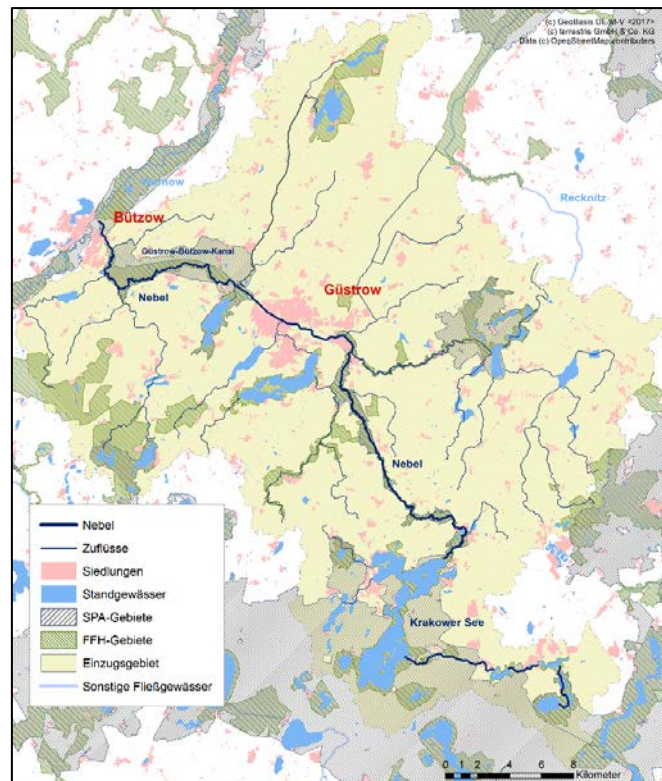 (c) GeoBasis DE/M-V <2017>
(c) terrestris GmbH & Co. KG
Data (c) OpenStreetMap contributors
Recknitz
Bützow
Güstrow-Bützow-Kanal
Nebel
Güstrow
Nebel
Krakower See
Nebel
Zuflüsse
Siedlungen
Standgewässer
SPA-Gebiete
FFH-Gebiete
Einzugsgebiet
Sonstige Fließgewässer
0 1 2 4 6 8
Kilometer